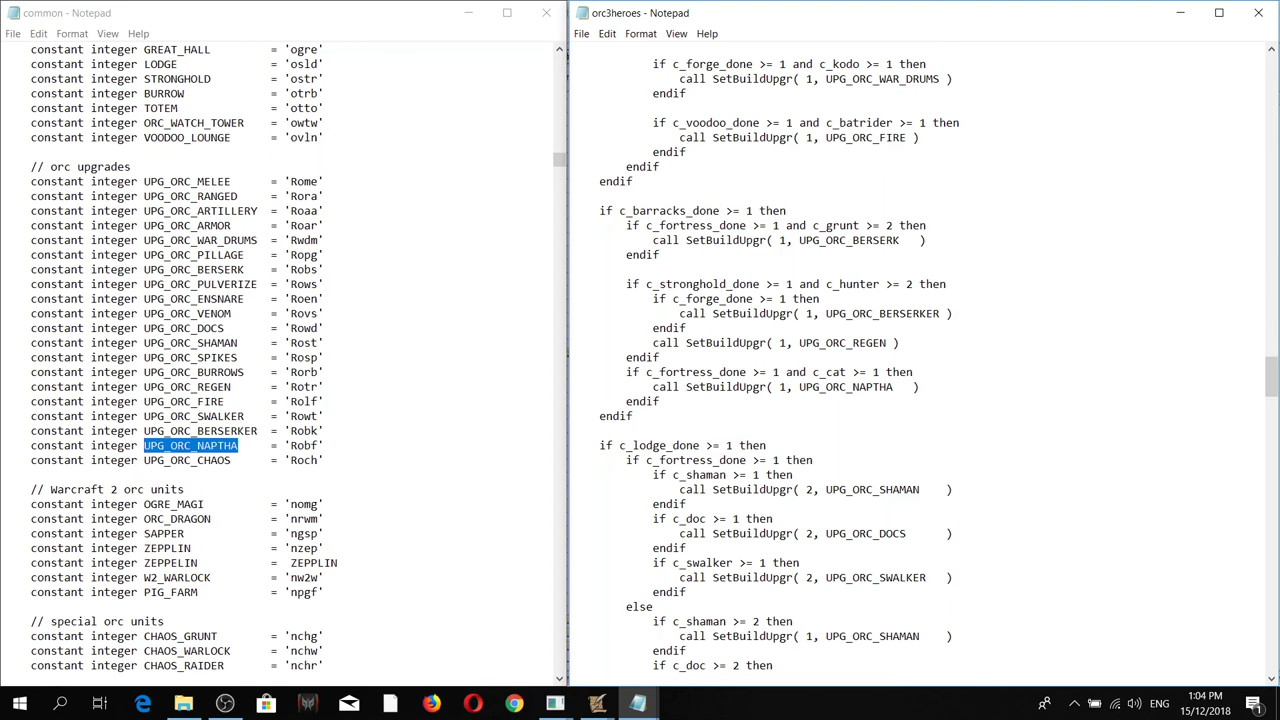 common - Notepad
File Edit Format View Help
constant integer GREAT_HALL = 'ogre'
constant integer LODGE = 'osld'
constant integer STRONGHOLD = 'ostr'
constant integer BURROW = 'otrb'
constant integer TOTEM = 'otto'
constant integer ORC_WATCH_TOWER = 'owtw'
constant integer VOODOO_LOUNGE = 'ovln'
// orc upgrades
constant integer UPG_ORC_MELEE = 'Rome'
constant integer UPG_ORC_RANGED = 'Rora'
constant integer UPG_ORC_ARTILLERY = 'Roaa'
constant integer UPG_ORC_ARMOR = 'Roar'
constant integer UPG_ORC_WAR_DRUMS = 'Rwdm'
constant integer UPG_ORC_PILLAGE = 'Ropg'
constant integer UPG_ORC_BERSERK = 'Robs'
constant integer UPG_ORC_PULVERIZE = 'Rows'
constant integer UPG_ORC_ENSNARE = 'Roen'
constant integer UPG_ORC_VENOM = 'Rovs'
constant integer UPG_ORC_DOCS = 'Rowd'
constant integer UPG_ORC_SHAMAN = 'Rost'
constant integer UPG_ORC_SPIKES = 'Rosp'
constant integer UPG_ORC_BURROWS = 'Rorb'
constant integer UPG_ORC_REGEN = 'Rotr'
constant integer UPG_ORC_FIRE = 'Rolf'
constant integer UPG_ORC_SWALKER = 'Rowt'
constant integer UPG_ORC_BERSERKER = 'Robk'
constant integer UPG_ORC_NAPTHA = 'Robf'
constant integer UPG_ORC_CHAOS = 'Roch'
// Warcraft 2 orc units
constant integer OGRE_MAGI = 'nomg'
constant integer ORC_DRAGON = 'nrwm'
constant integer SAPPER = 'ngsp'
constant integer ZEPPLIN = 'nzep'
constant integer ZEPPELIN = ZEPPLIN
constant integer W2_WARLOCK = 'nw2w'
constant integer PIG_FARM = 'npgf'
// special orc units
constant integer CHAOS_GRUNT = 'nchg'
constant integer CHAOS_WARLOCK = 'nchw'
constant integer CHAOS_RAIDER = 'nchr'
orc3heroes - Notepad
File Edit Format View Help
if c_forge_done >= 1 and c_kodo >= 1 then
call SetBuildUpgr( 1, UPG_ORC_WAR_DRUMS )
endif
if c_voodoo_done >= 1 and c_batrider >= 1 then
call SetBuildUpgr( 1, UPG_ORC_FIRE )
endif
endif
endif
if c_barracks_done >= 1 then
if c_fortress_done >= 1 and c_grunt >= 2 then
call SetBuildUpgr( 1, UPG_ORC_BERSERK )
endif
if c_stronghold_done >= 1 and c_hunter >= 2 then
if c_forge_done >= 1 then
call SetBuildUpgr( 1, UPG_ORC_BERSERKER )
endif
call SetBuildUpgr( 1, UPG_ORC_REGEN )
endif
if c_fortress_done >= 1 and c_cat >= 1 then
call SetBuildUpgr( 1, UPG_ORC_NAPTHA )
endif
endif
if c_lodge_done >= 1 then
if c_fortress_done >= 1 then
if c_shaman >= 1 then
call SetBuildUpgr( 2, UPG_ORC_SHAMAN )
endif
if c_doc >= 1 then
call SetBuildUpgr( 2, UPG_ORC_DOCS )
endif
if c_swalker >= 1 then
call SetBuildUpgr( 2, UPG_ORC_SWALKER )
endif
else
if c_shaman >= 2 then
call SetBuildUpgr( 1, UPG_ORC_SHAMAN )
endif
if c_doc >= 2 then
ENG
1:04 PM
15/12/2018
1